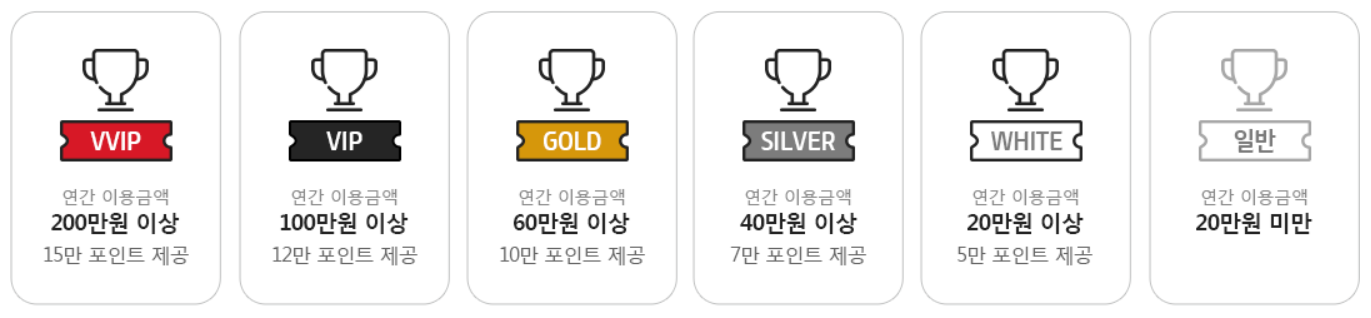 VVIP
연간 이용금액
200만원 이상
15만 포인트 제공
VIP
연간 이용금액
100만원 이상
12만 포인트 제공
GOLD
연간 이용금액
60만원 이상
10만 포인트 제공
SILVER
연간 이용금액
40만원 이상
7만 포인트 제공
WHITE
연간 이용금액
20만원 이상
5만 포인트 제공
일반
연간 이용금액
20만원 미만